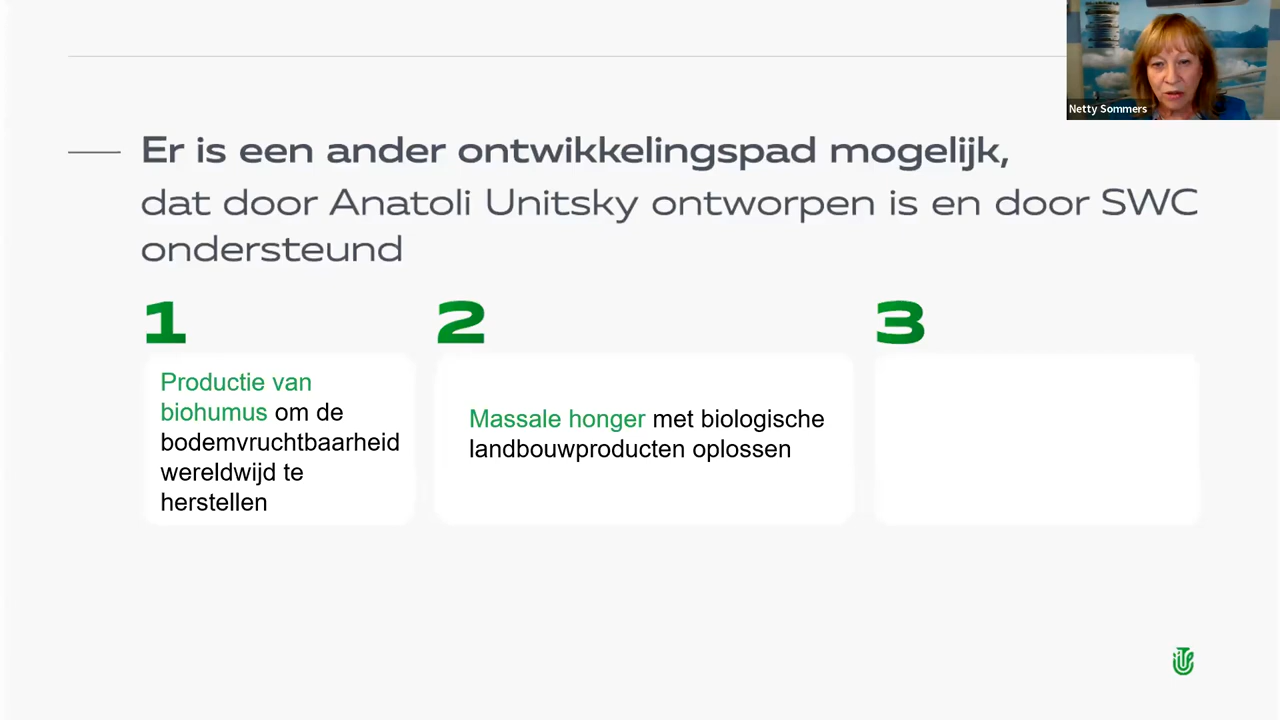 Netty Sommers
Er is een ander ontwikkelingspad mogelijk,
dat door Anatoli Unitsky ontworpen is en door SWC
ondersteund
1
2
3
Productie van
biohumus om de
bodemvruchtbaarheid
wereldwijd te
herstellen
Massale honger met biologische
landbouwproducten oplossen